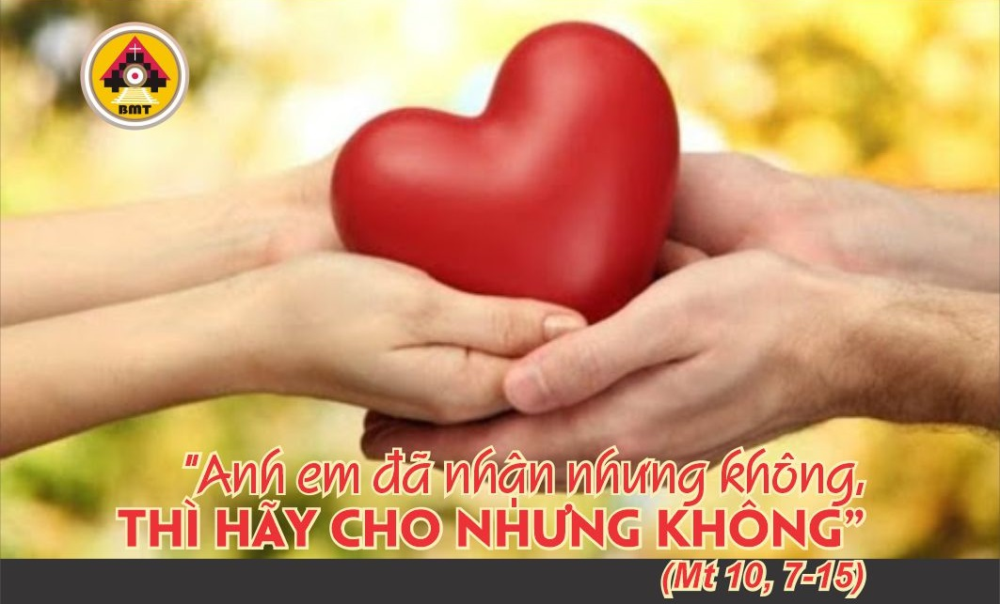 BMT
"Anh em đã nhận nhưng không,
THÌ HÃY CHO NHƯNG KHÔNG"
(Mt 10, 7-15)